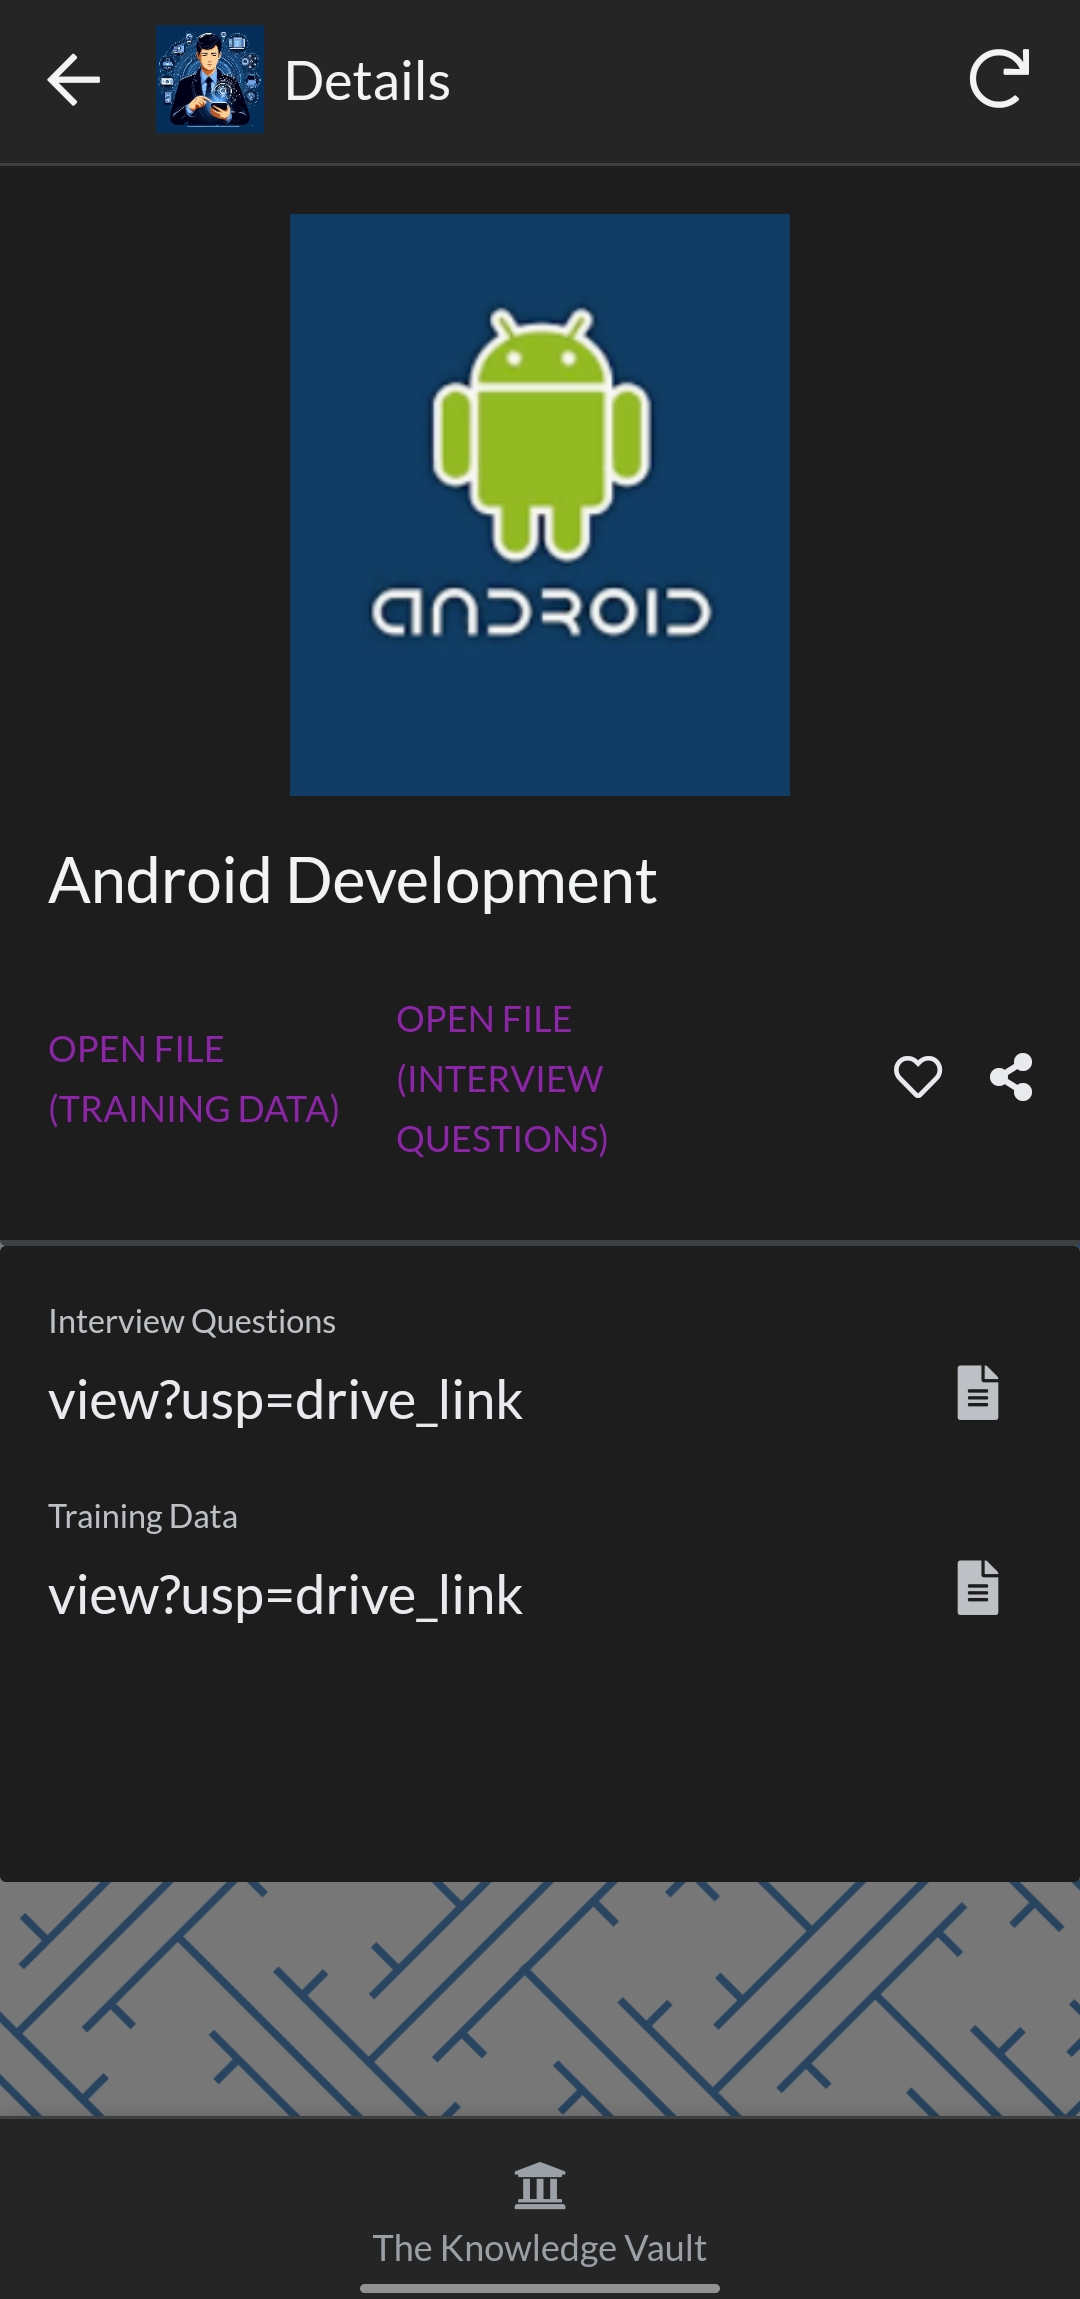 Details
ANDROID
Android Development
OPEN FILE
(TRAINING DATA)
OPEN FILE
(INTERVIEW
QUESTIONS)
Interview Questions
view?usp=drive_link
Training Data
view?usp=drive_link
The Knowledge Vault